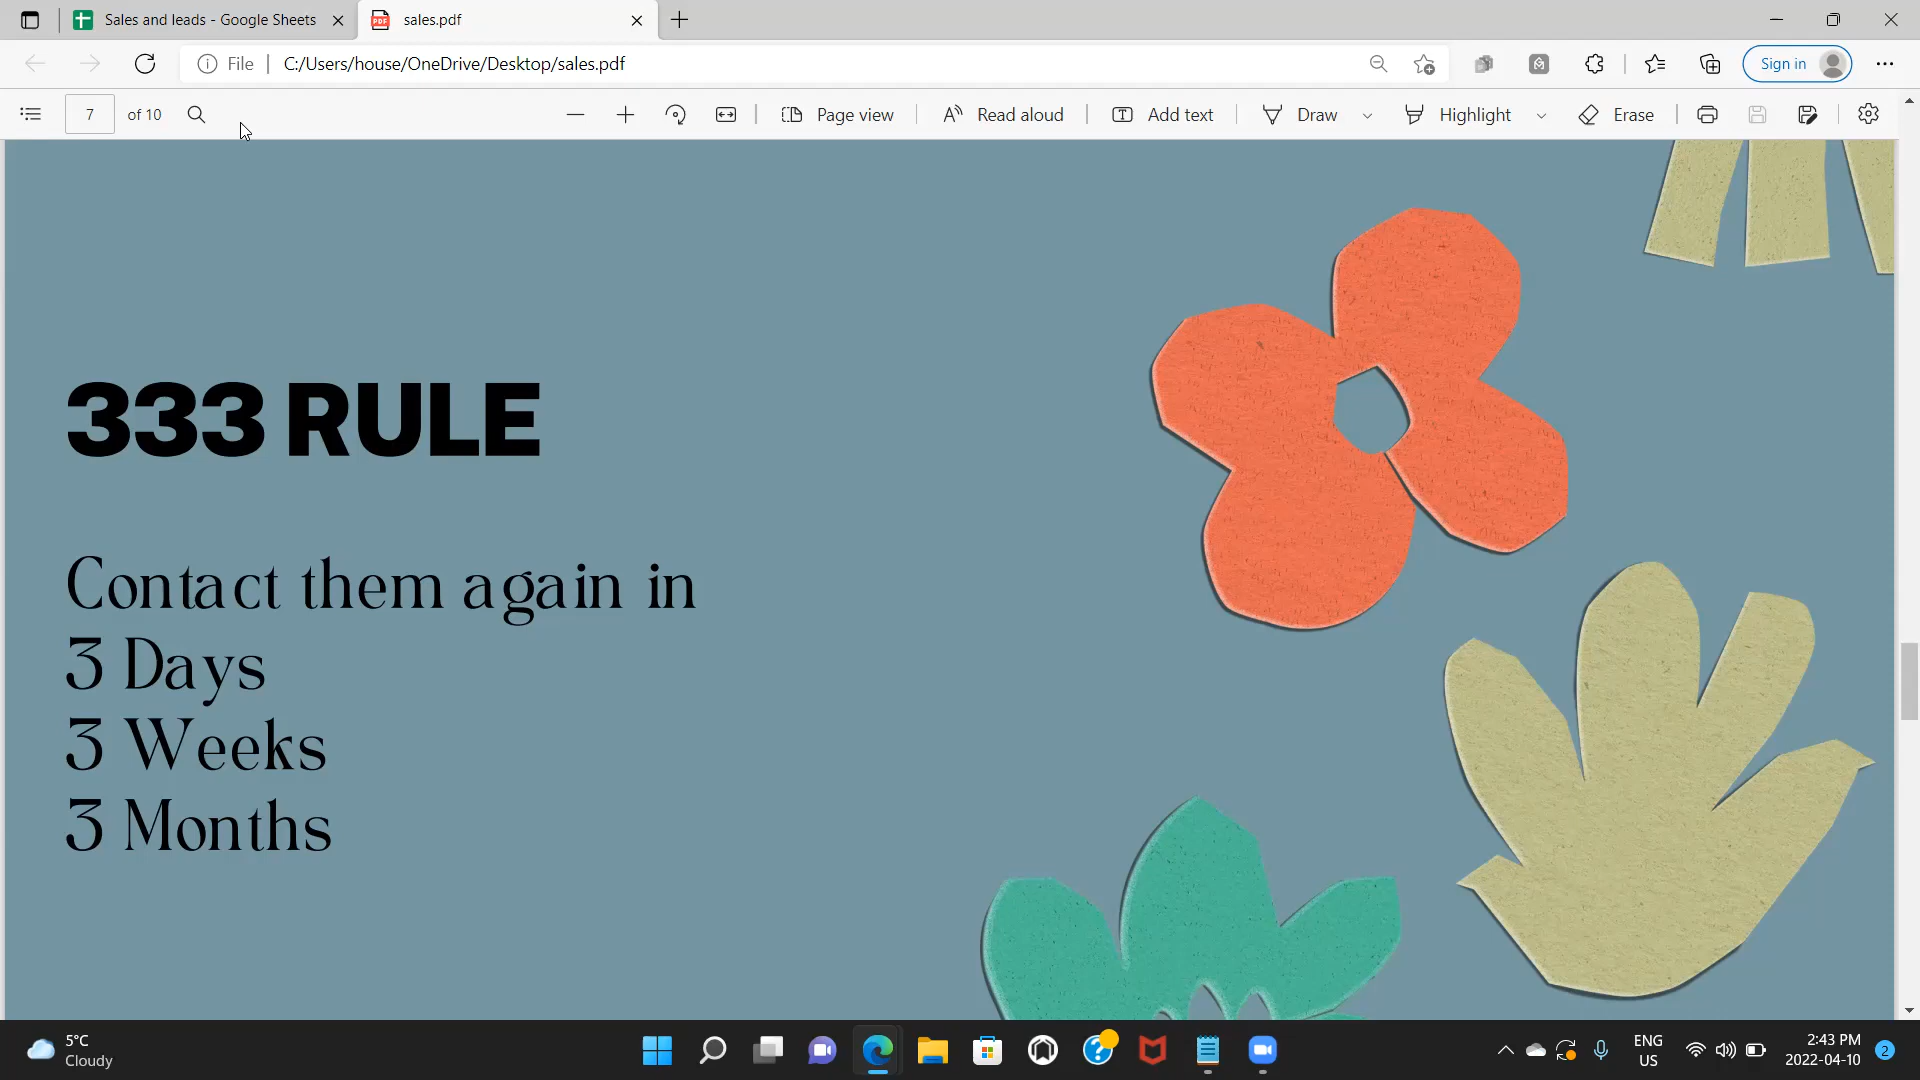 Sales and leads - Google Sheets
sales.pdf
File
C:/Users/house/OneDrive/Desktop/sales.pdf
Sign in
7 of 10
Page view
Read aloud
Add text
Draw
Highlight
Erase
333 RULE
Contact them again in
3 Days
3 Weeks
3 Months
5°C
Cloudy
ENG
US
2:43 PM
2022-04-10
2